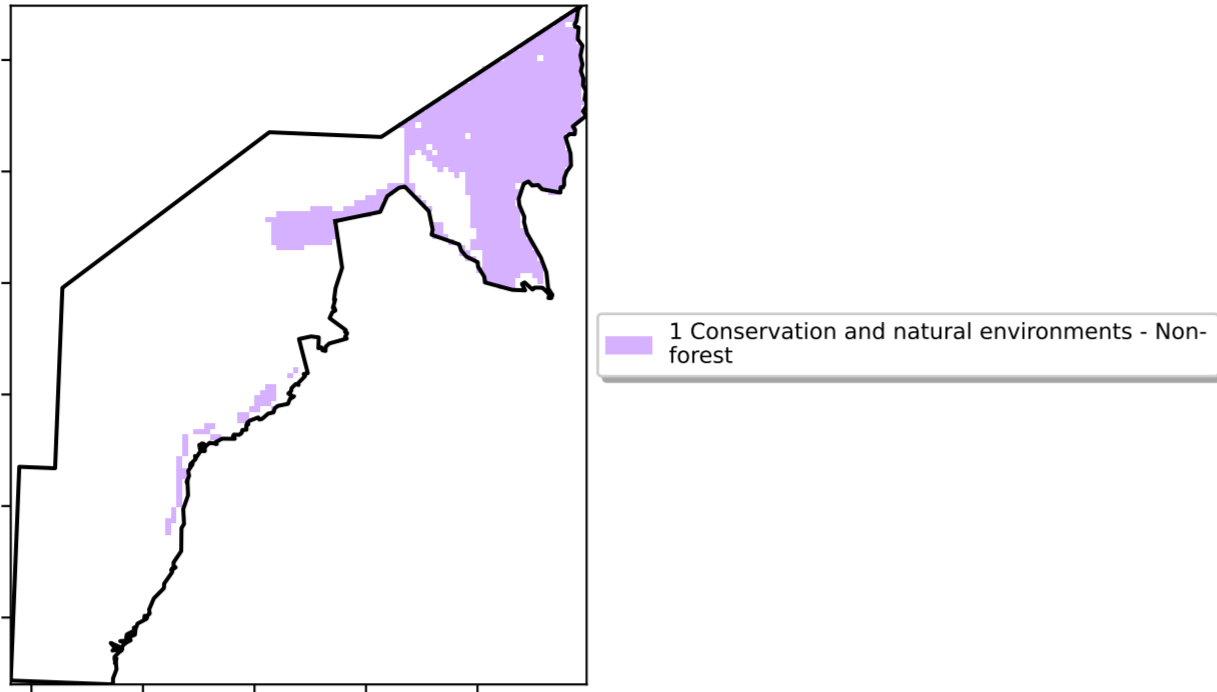 1 Conservation and natural environments - Non-
forest